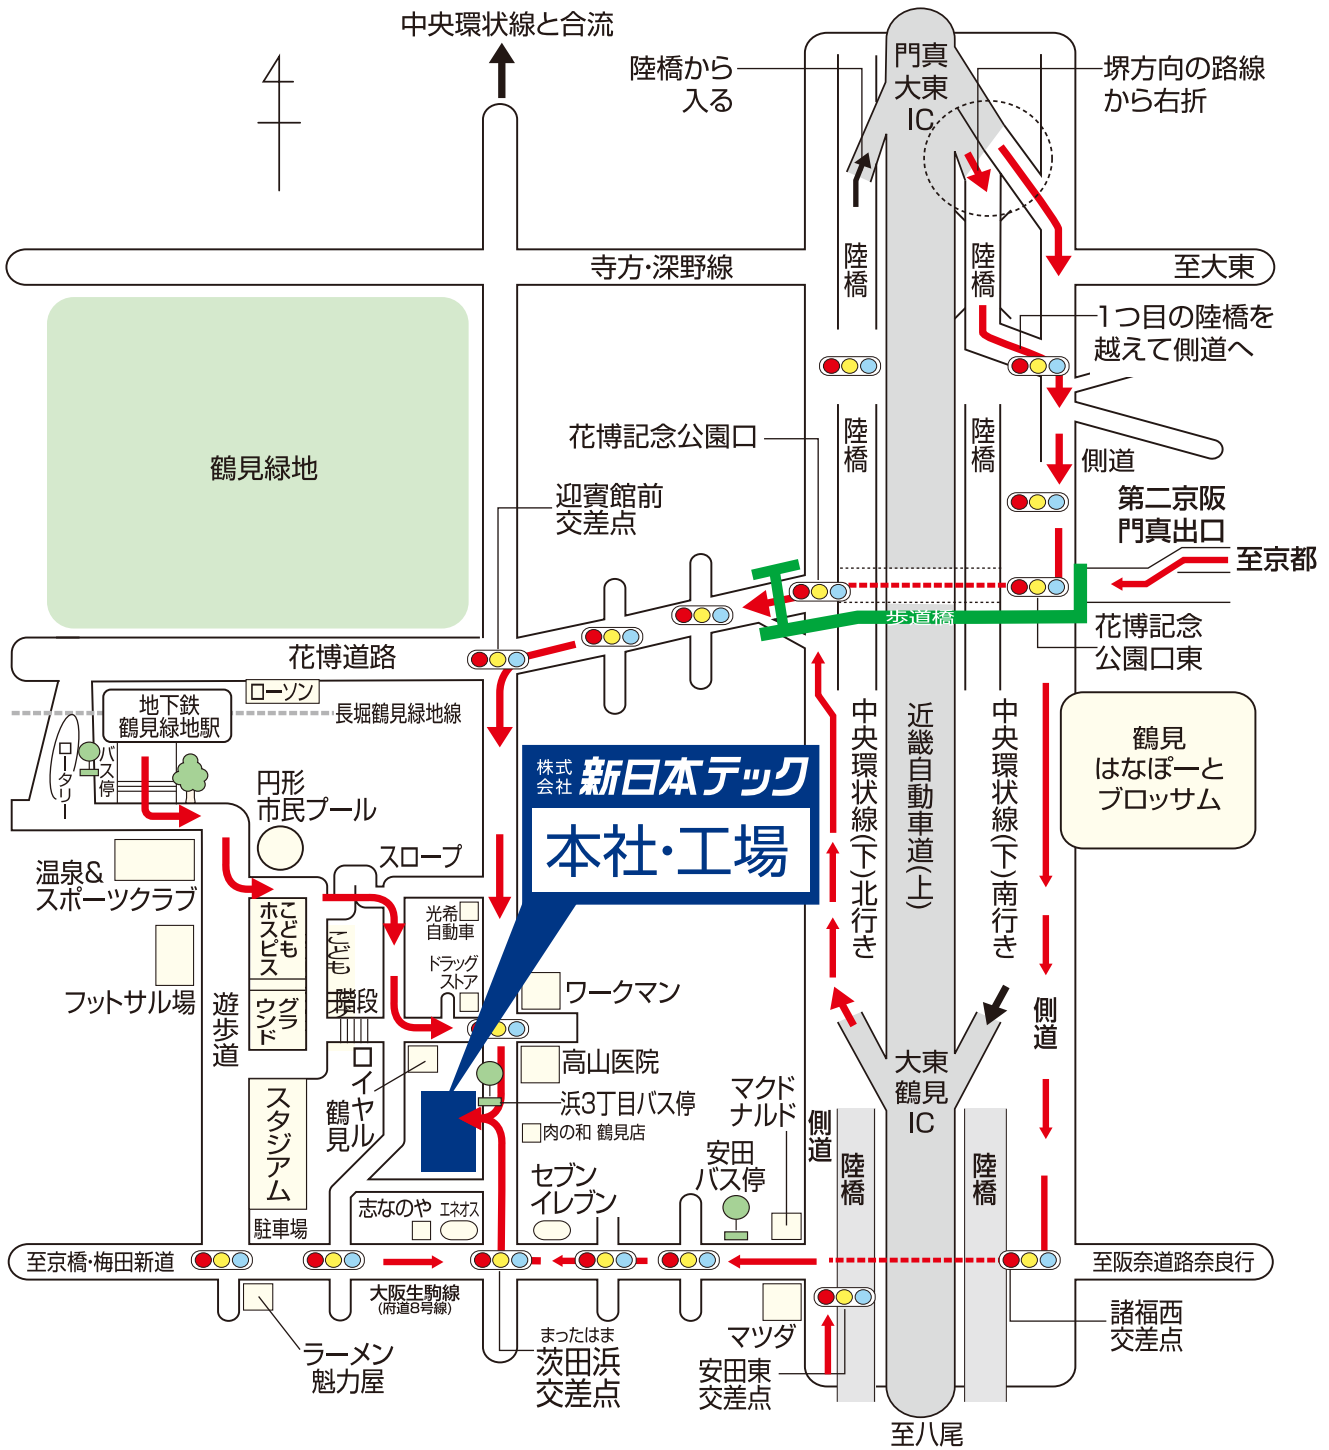 中央環状線と合流
陸橋から
入る
門真
大東
IC
堺方向の路線
から右折
寺方・深野線
陸橋
陸橋
至大東
1つ目の陸橋を
越えて側道へ
鶴見緑地
花博記念公園口
陸橋
陸橋
側道
迎賓館前
交差点
第二京阪
門真出口
至京都
歩道橋
花博記念
公園口東
花博道路
地下鉄
鶴見緑地駅
ローソン
長堀鶴見緑地線
ロータリー
バス停
円形
市民プール
株式
会社
新日本テック
本社・工場
中央環状線(下)北行き
近畿自動車道(上)
中央環状線(下)南行き
鶴見
はなぽーと
ブロッサム
温泉&
スポーツクラブ
スロープ
フットサル場
遊歩道
こども
ホスピス
グラ
ウンド
こども
階段
光希
自動車
ドラッグ
ストア
ワークマン
高山医院
浜3丁目バス停
肉の和 鶴見店
ロイヤル
鶴見
スタジアム
駐車場
志なのや
エネオス
セブン
イレブン
安田
バス停
マクド
ナルド
側道
陸橋
大東
鶴見
IC
陸橋
側道
至京橋・梅田新道
大阪生駒線
(府道8号線)
至阪奈道路奈良行
ラーメン
魁力屋
まったはま
茨田浜
交差点
マツダ
安田東
交差点
諸福西
交差点
至八尾